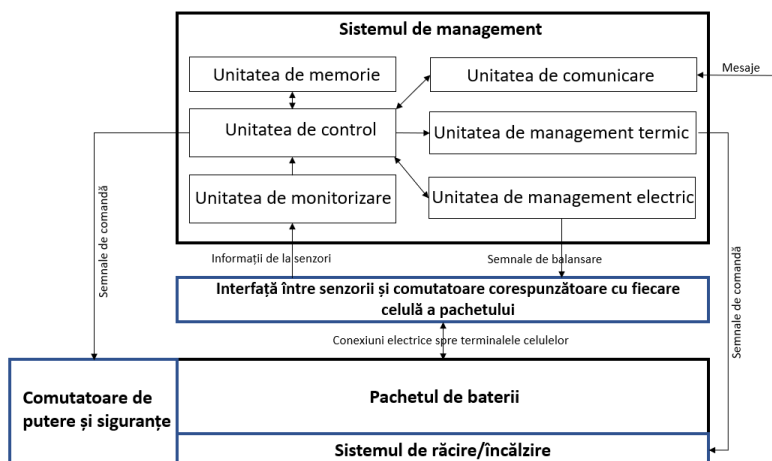 Sistemul de management
Unitatea de memorie
Unitatea de comunicare
Mesaje
Unitatea de control
Unitatea de management termic
Unitatea de monitorizare
Unitatea de management electric
Semnale de comandă
Informații de la senzori
Semnale de balansare
Semnale de comandă
Interfață între senzorii și comutatoare corespunzătoare cu fiecare
celulă a pachetului
Conexiuni electrice spre terminalele celulelor
Comutatoare de
putere și siguranțe
Pachetul de baterii
Sistemul de răcire/încălzire